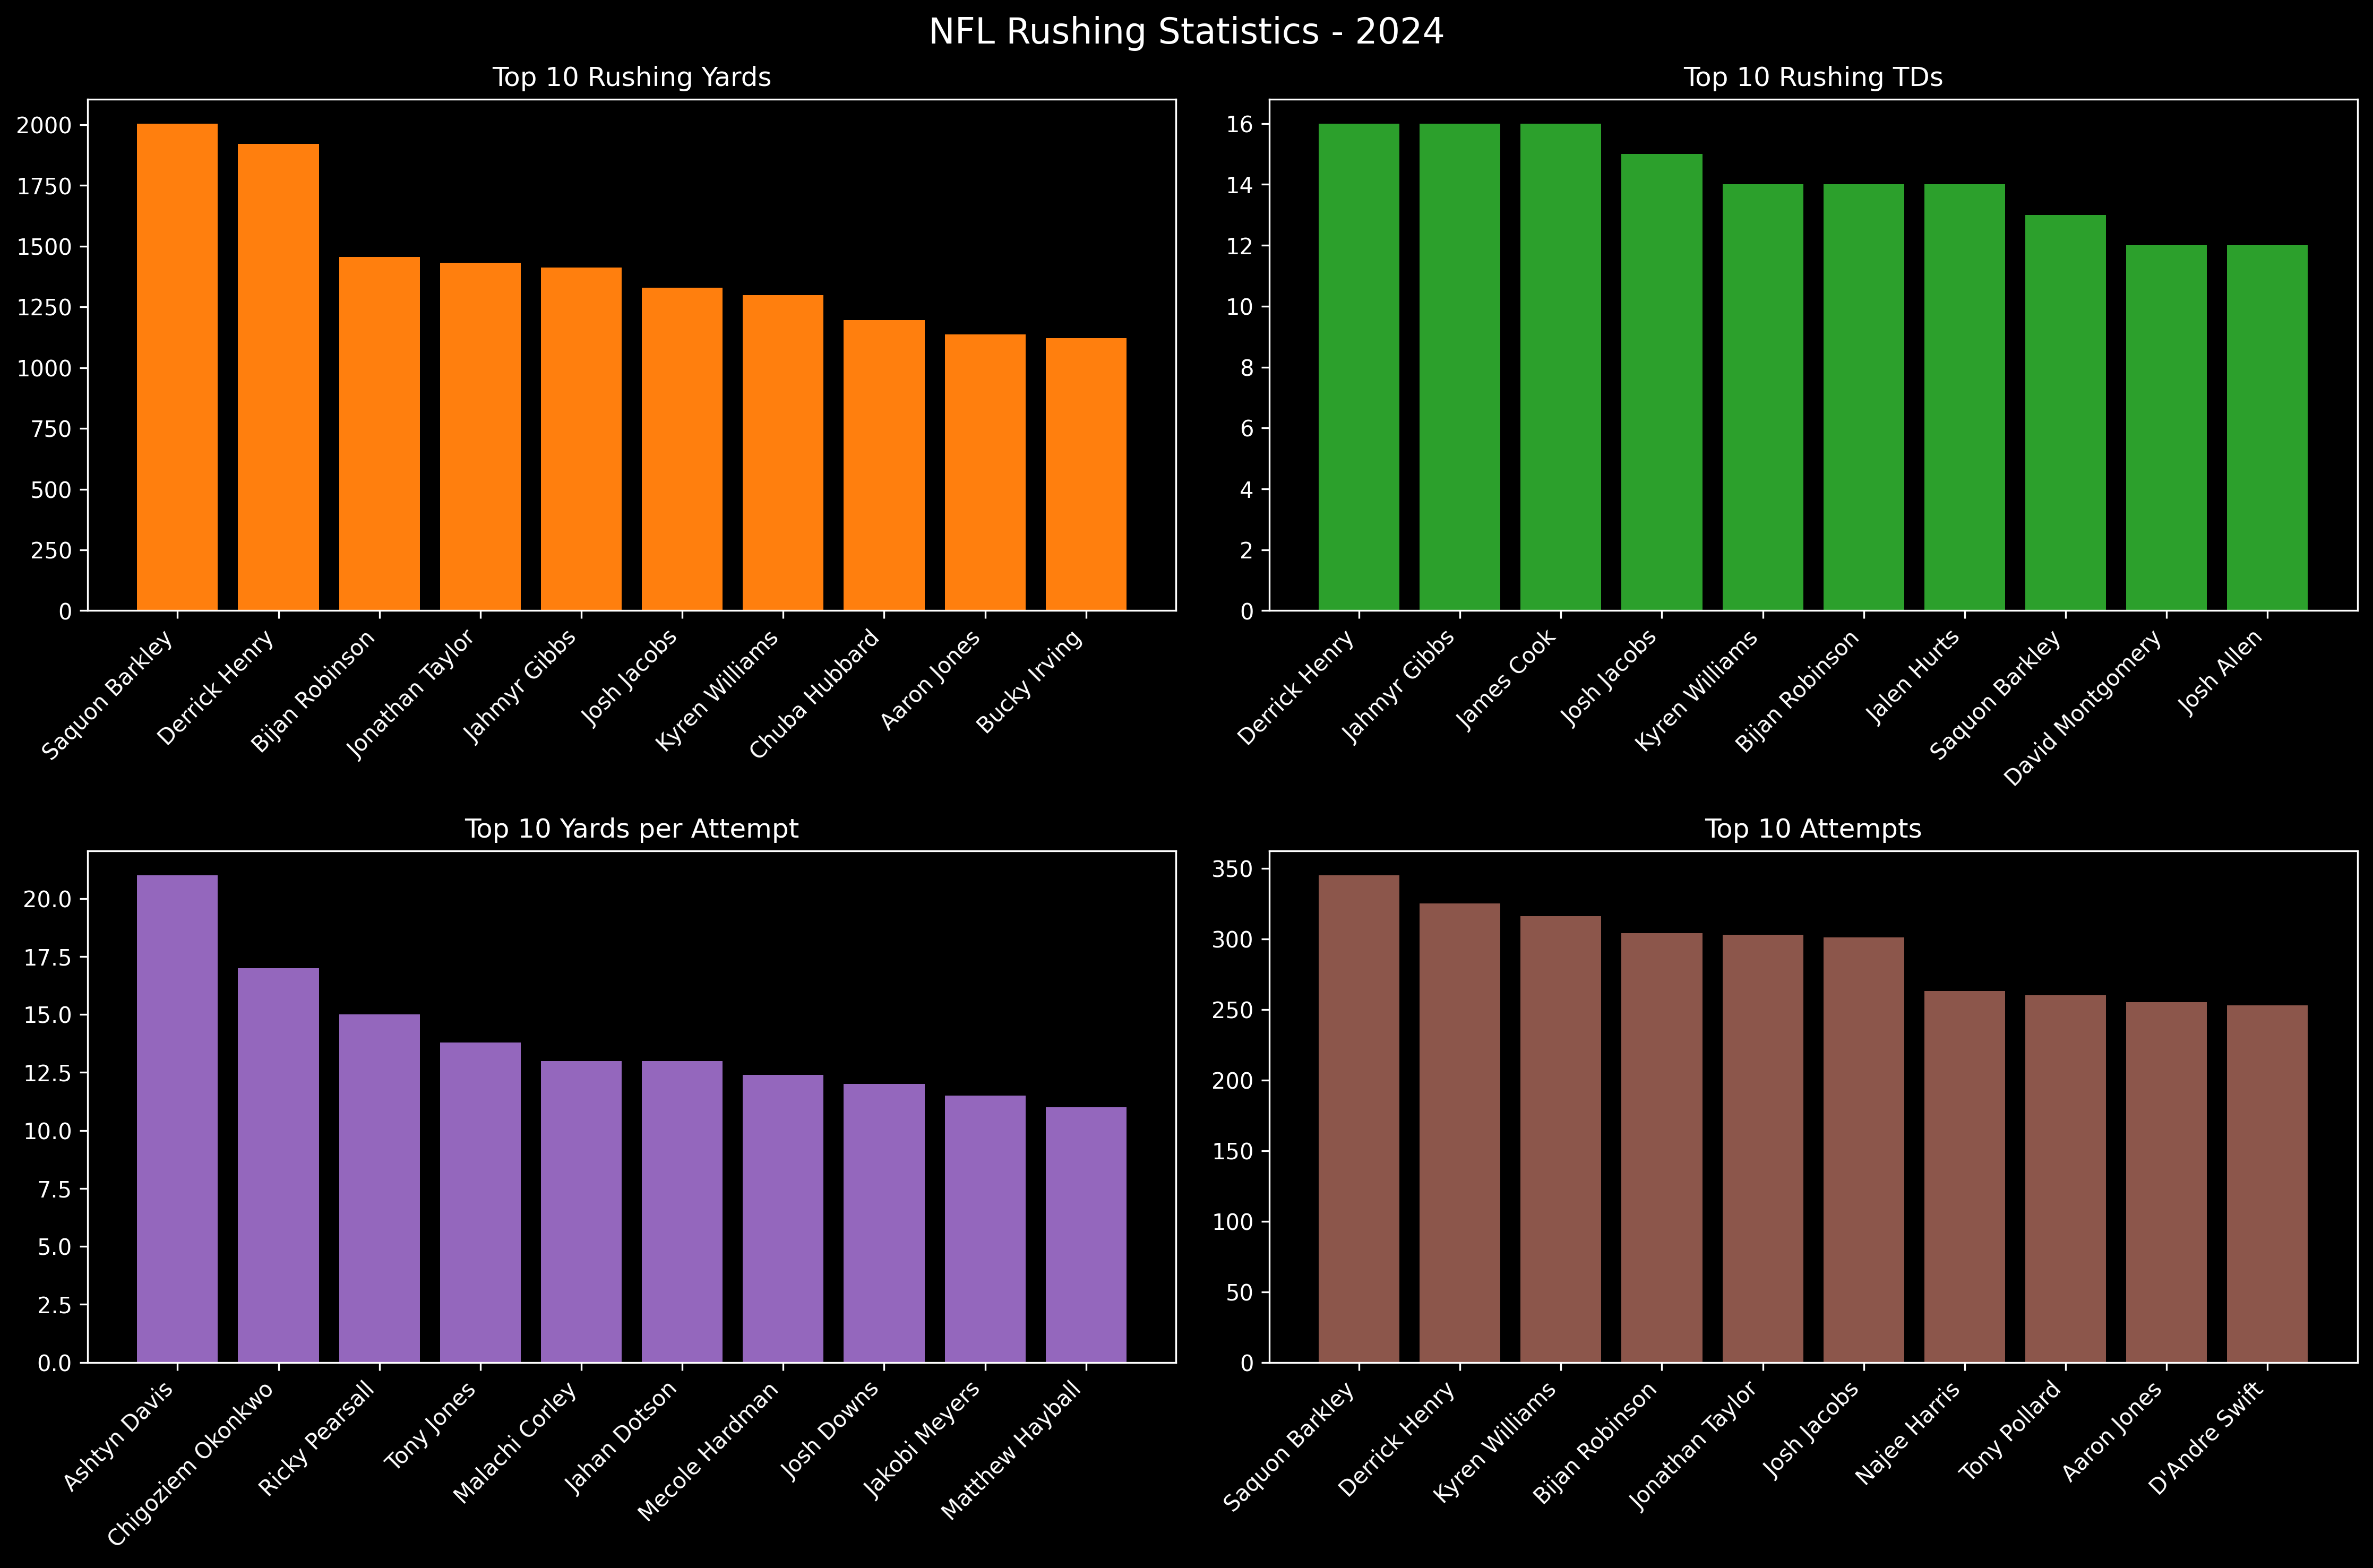 NFL Rushing Statistics - 2024
Top 10 Rushing Yards
2000
1750
1500
1250
1000
750
500
250
0
Saquon Barkley
Derrick Henry
Bijan Robinson
Jonathan Taylor
Jahmyr Gibbs
Josh Jacobs
Kyren Williams
Chuba Hubbard
Aaron Jones
Bucky Irving
Top 10 Rushing TDs
16
14
12
10
8
6
4
2
0
Derrick Henry
Jahmyr Gibbs
James Cook
Josh Jacobs
Kyren Williams
Bijan Robinson
Jalen Hurts
Saquon Barkley
David Montgomery
Josh Allen
Top 10 Yards per Attempt
20.0
17.5
15.0
12.5
10.0
7.5
5.0
2.5
0.0
Ashtyn Davis
Chigoziem Okonkwo
Ricky Pearsall
Tony Jones
Malachi Corley
Jahan Dotson
Mecole Hardman
Josh Downs
Jakobi Meyers
Matthew Hayball
Top 10 Attempts
350
300
250
200
150
100
50
0
Saquon Barkley
Derrick Henry
Kyren Williams
Bijan Robinson
Jonathan Taylor
Josh Jacobs
Najee Harris
Tony Pollard
Aaron Jones
D'Andre Swift